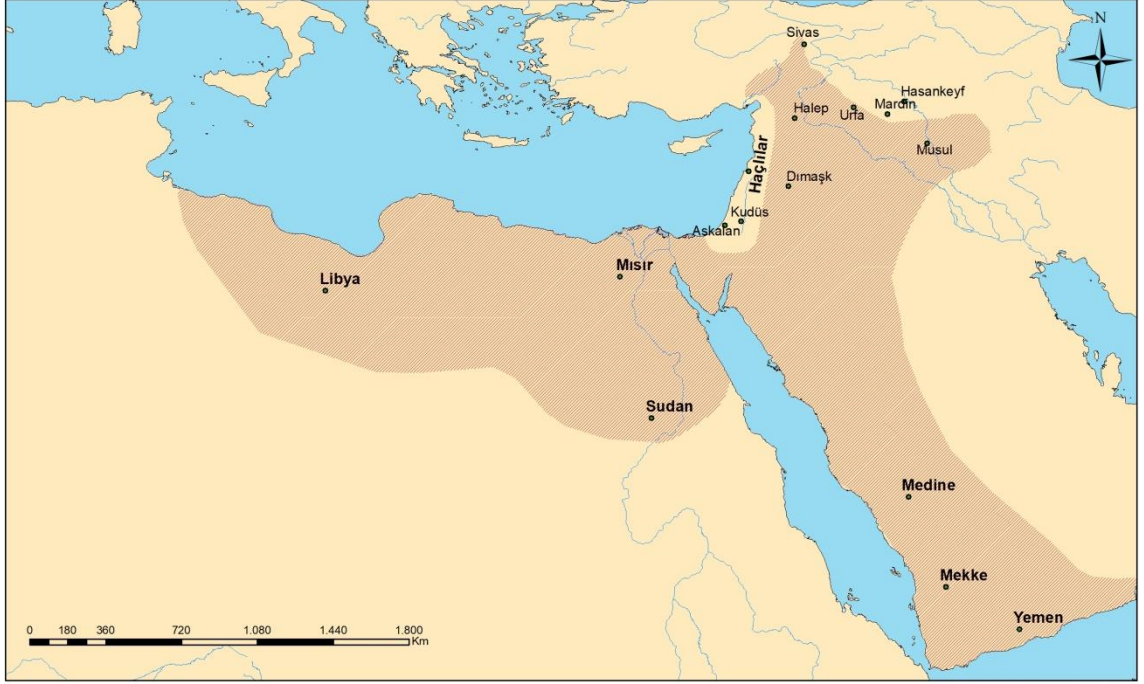 N
Sivas
Hasankeyf
Mardin
Urfa
Halep
Musul
Haçlılar
Dımaşk
Kudüs
Askalan
Mısır
Libya
Sudan
Medine
Mekke
Yemen
0 180 360 720 1.080 1.440 1.800
Km